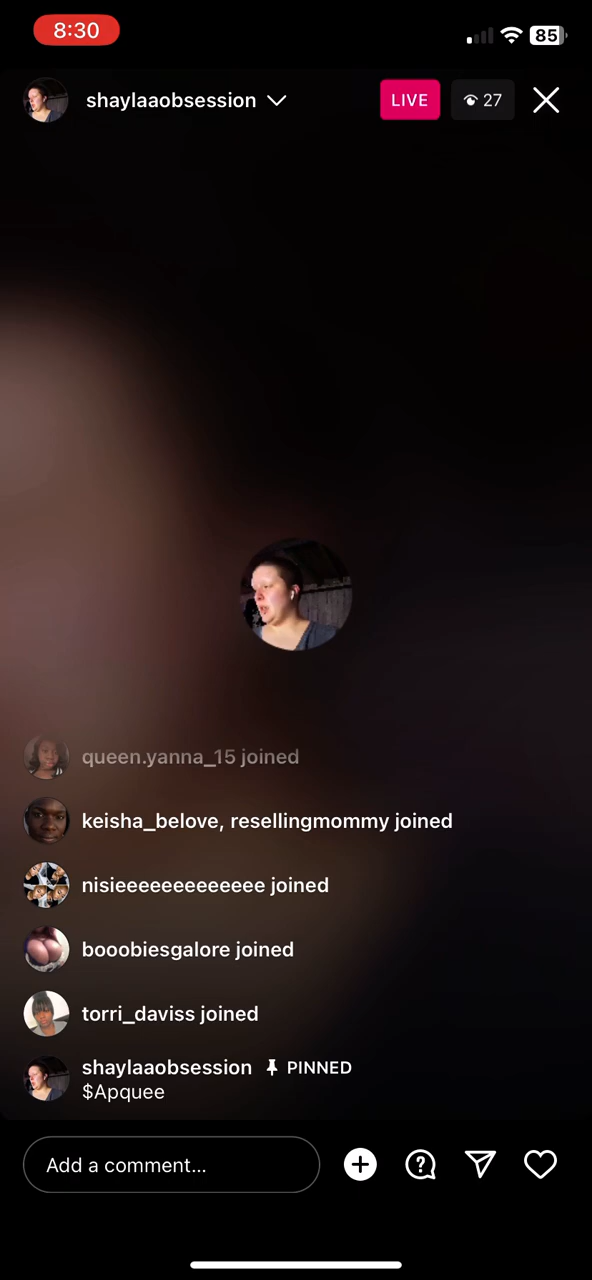 8:30
85
shaylaaobsession
LIVE
27
queen.yanna_15 joined
keisha_belove, resellingmommy joined
nisieeeeeeeeeeeee joined
booobiesgalore joined
torri_daviss joined
shaylaaobsession PINNED
$Apquee
Add a comment...